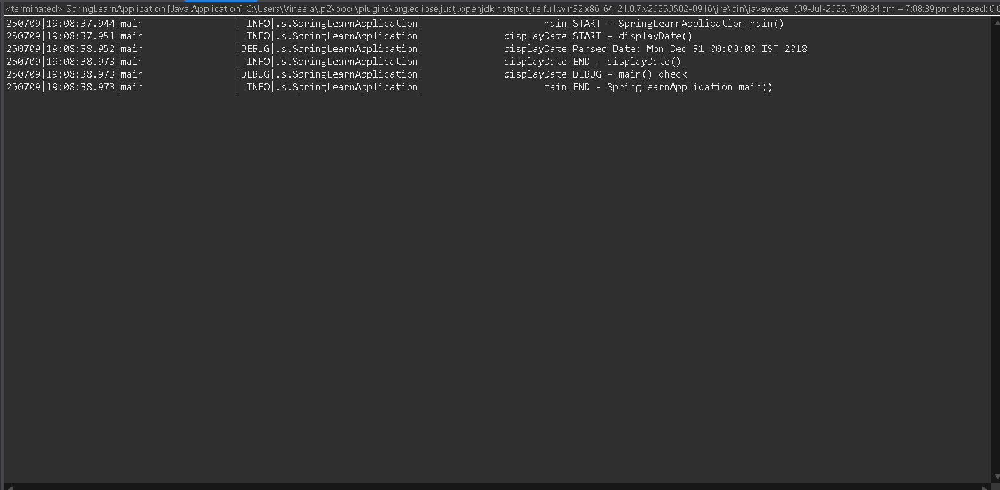 <terminated> SpringLearnApplication [Java Application] C:\Users\Vineela\.p2\pool\plugins\org.eclipse.justj.openjdk.hotspot.jre.full.win32.x86_64_21.0.7.v20250502-0916\jre\bin\javaw.exe (09-Jul-2025, 7:08:34 pm – 7:08:39 pm elapsed: 0:0
250709|19:08:37.944|main                 | INFO|.s.SpringLearnApplication|                     main|START - SpringLearnApplication main()
250709|19:08:37.951|main                 | INFO|.s.SpringLearnApplication|              displayDate|START - displayDate()
250709|19:08:38.952|main                 |DEBUG|.s.SpringLearnApplication|              displayDate|Parsed Date: Mon Dec 31 00:00:00 IST 2018
250709|19:08:38.973|main                 | INFO|.s.SpringLearnApplication|              displayDate|END - displayDate()
250709|19:08:38.973|main                 |DEBUG|.s.SpringLearnApplication|              displayDate|DEBUG - main() check
250709|19:08:38.973|main                 | INFO|.s.SpringLearnApplication|                     main|END - SpringLearnApplication main()